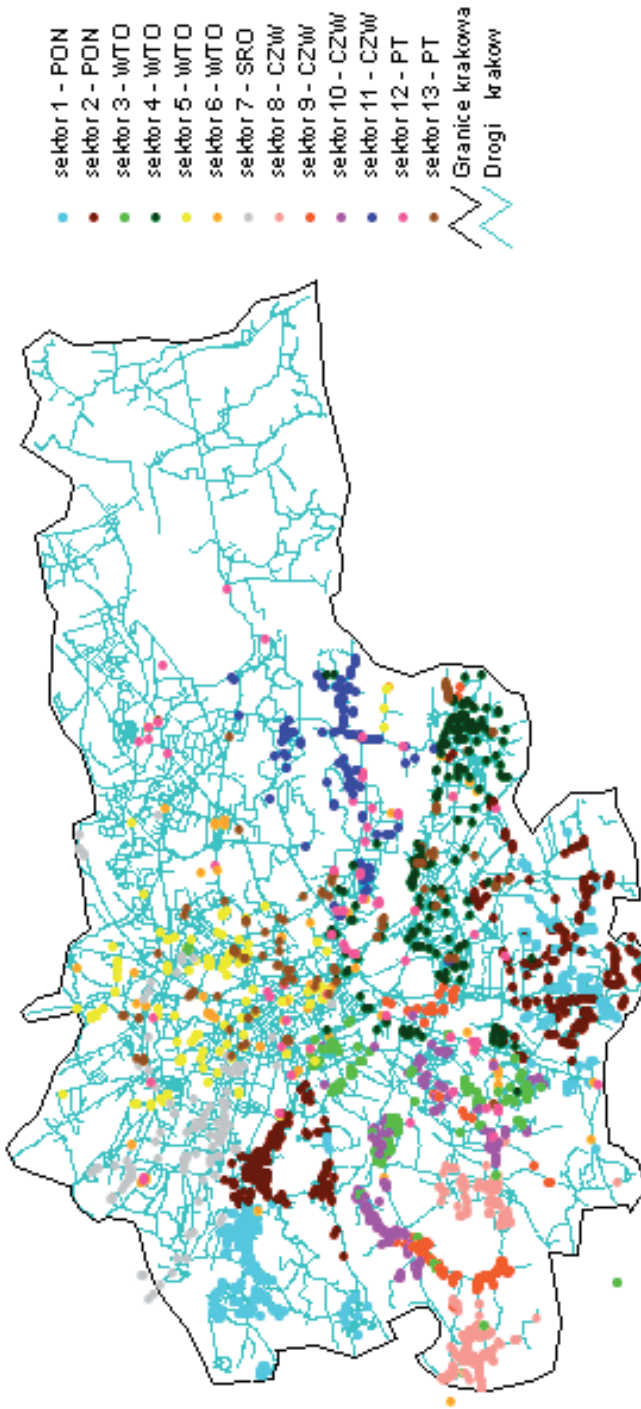 sektor 1 - PON
sektor 2 - PON
sektor 3 - WTO
sektor 4 - WTO
sektor 5 - WTO
sektor 6 - WTO
sektor 7 - SRO
sektor 8 - CZW
sektor 9 - CZW
sektor 10 - CZW
sektor 11 - CZW
sektor 12 - PT
sektor 13 - PT
Granice krakowa
Drogi krakow